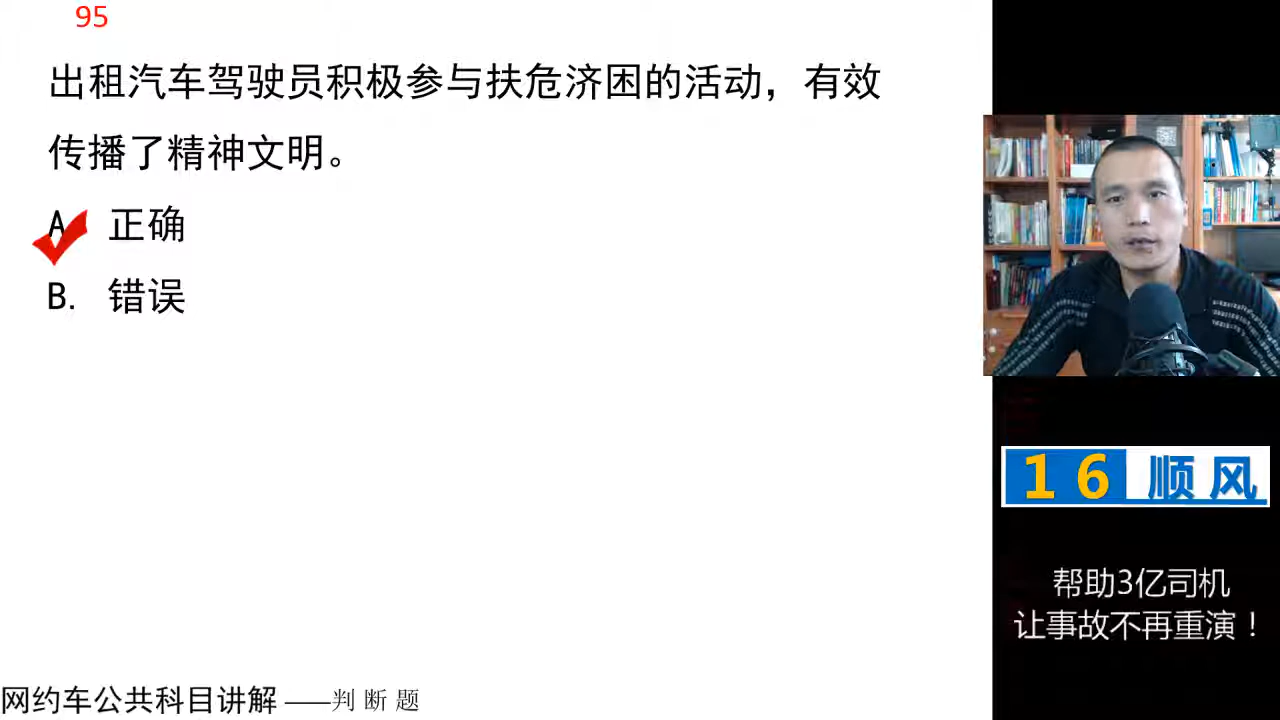 95
出租汽车驾驶员积极参与扶危济困的活动，有效
传播了精神文明。
A. 正确
B. 错误
16顺风
帮助3亿司机
让事故不再重演！
网约车公共科目讲解 ——判断题